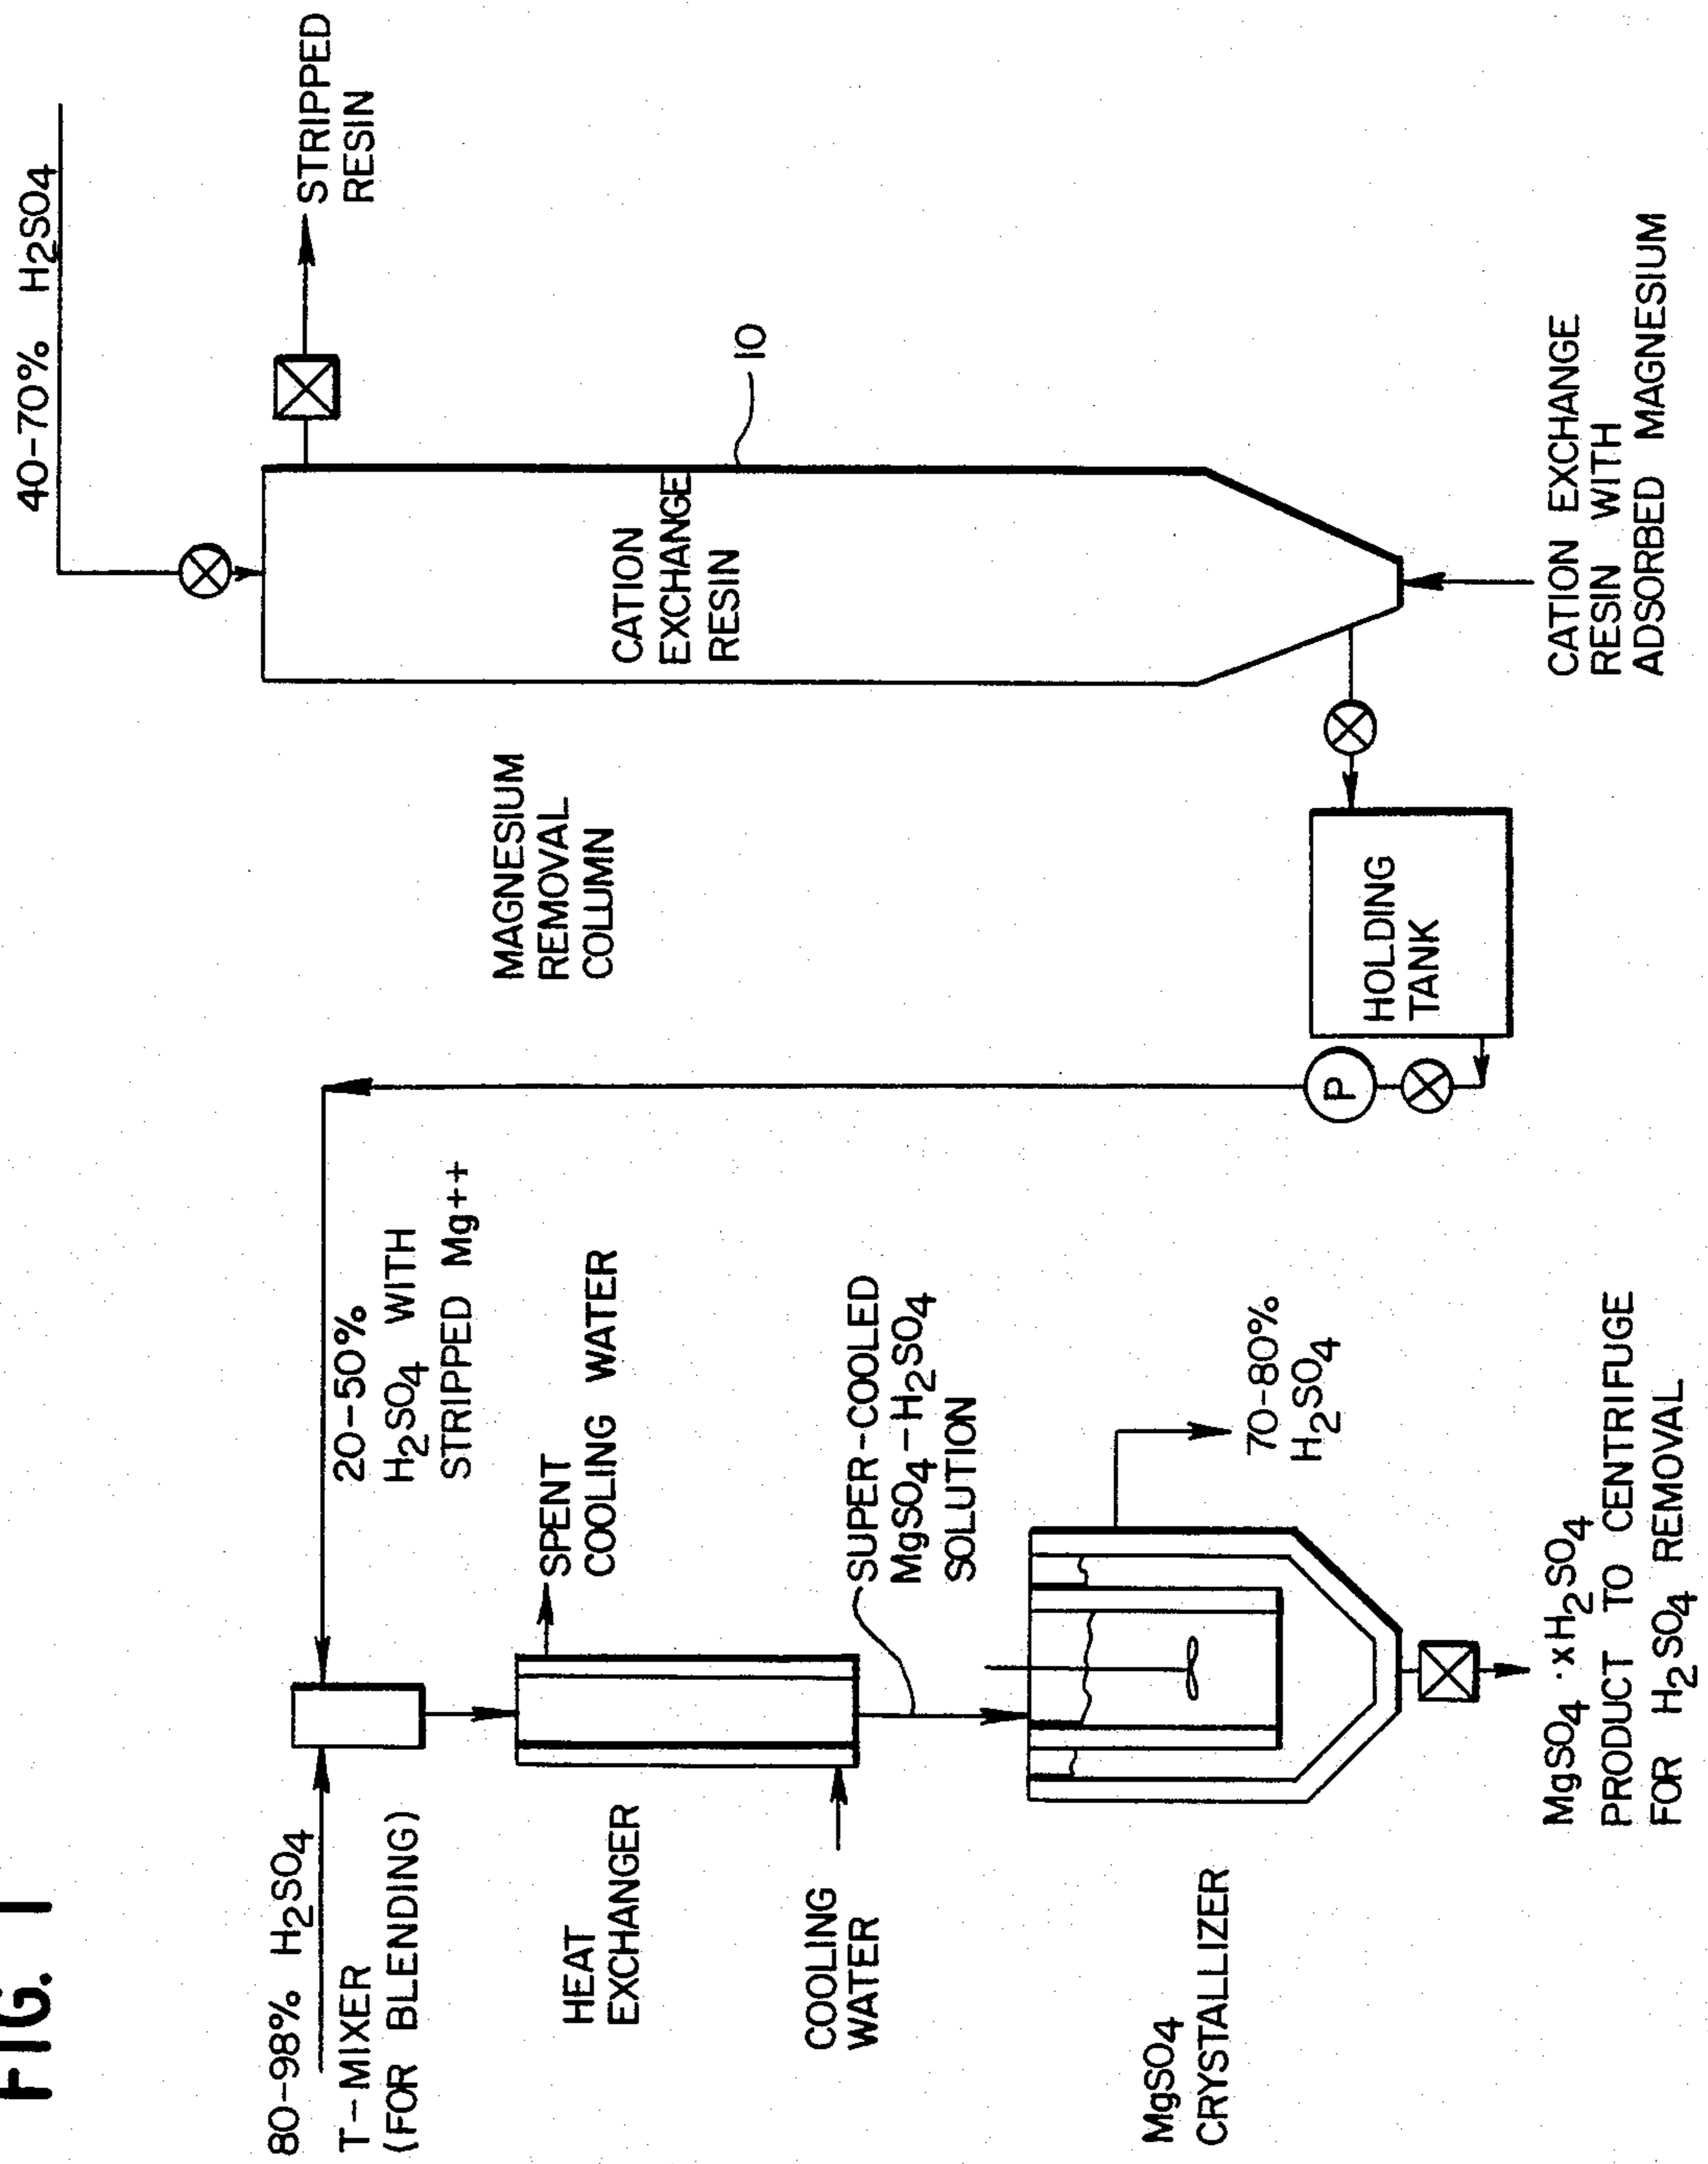 FIG. 1
80-98% H2SO4
T-MIXER
(FOR BLENDING)
20-50%
H2SO4 WITH
STRIPPED Mg++
40-70% H2SO4
STRIPPED
RESIN
HEAT
EXCHANGER
SPENT
COOLING WATER
MAGNESIUM
REMOVAL
COLUMN
CATION
EXCHANGE
RESIN
10
COOLING
WATER
SUPER-COOLED
MgSO4-H2SO4
SOLUTION
MgSO4
CRYSTALLIZER
70-80%
H2SO4
P
HOLDING
TANK
MgSO4·xH2SO4
PRODUCT TO CENTRIFUGE
FOR H2SO4 REMOVAL
CATION EXCHANGE
RESIN WITH
ADSORBED MAGNESIUM